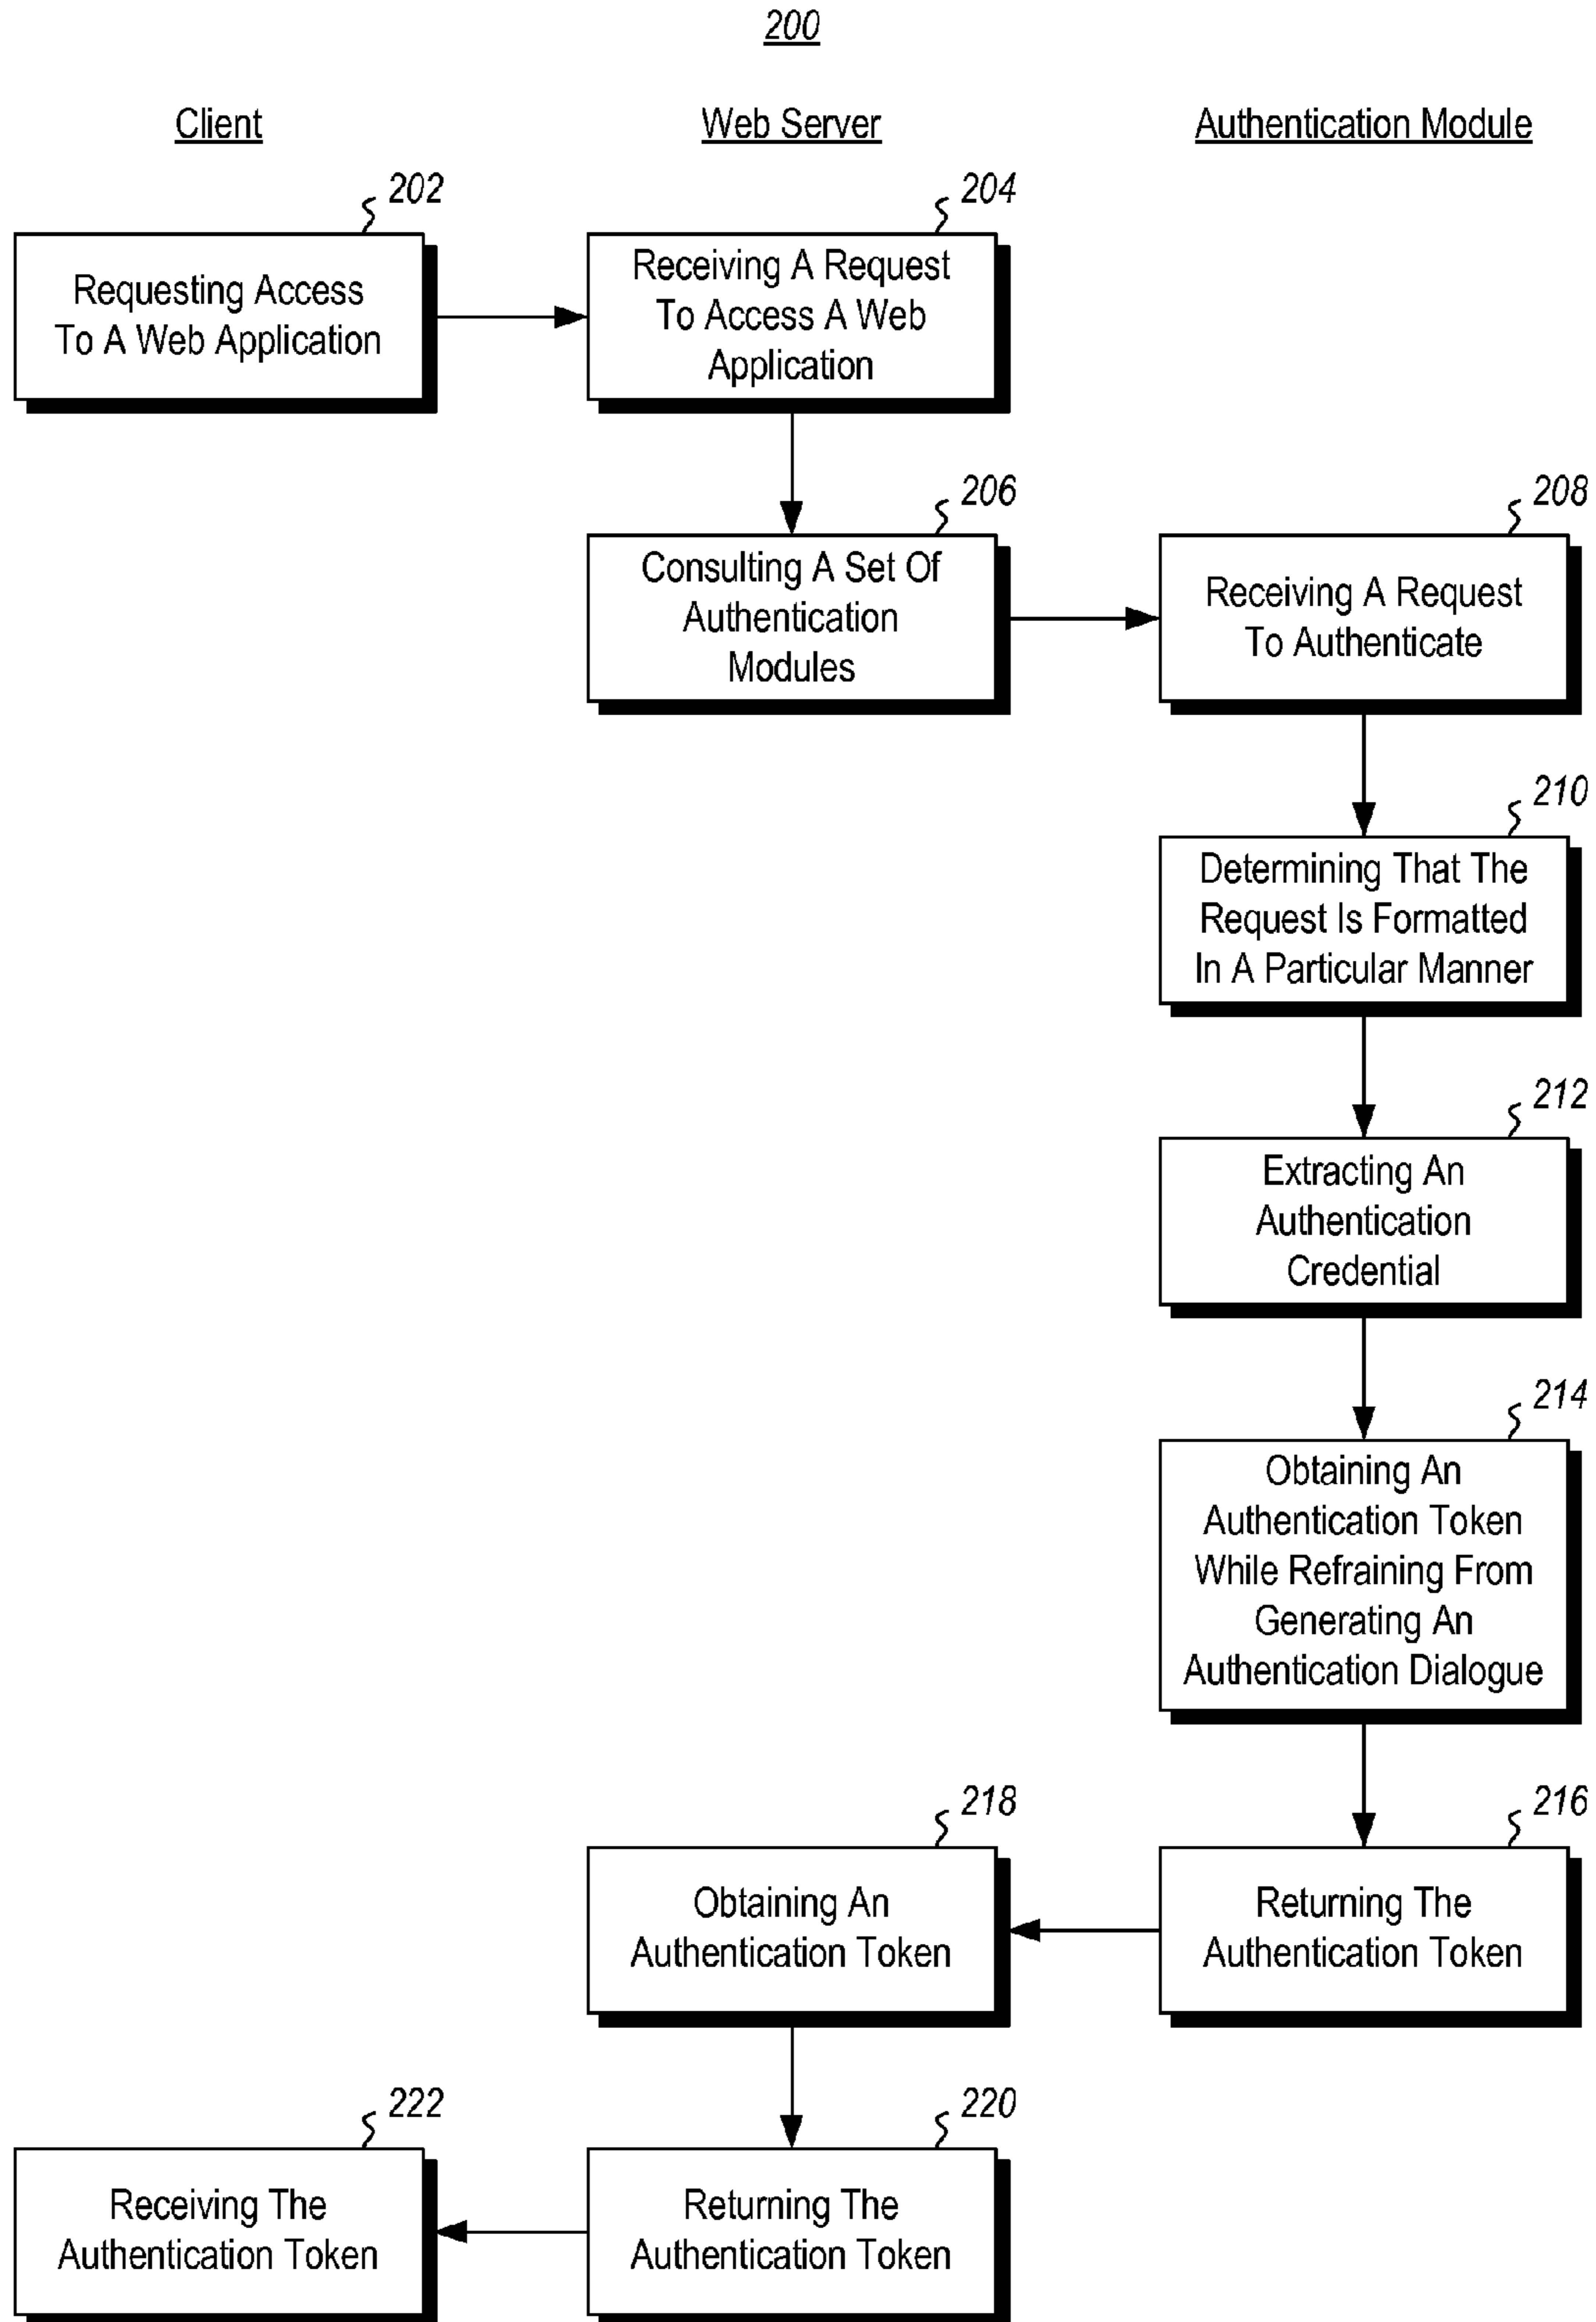 200
Client
Web Server
Authentication Module
202
Requesting Access
To A Web Application
204
Receiving A Request
To Access A Web
Application
206
Consulting A Set Of
Authentication
Modules
208
Receiving A Request
To Authenticate
210
Determining That The
Request Is Formatted
In A Particular Manner
212
Extracting An
Authentication
Credential
214
Obtaining An
Authentication Token
While Refraining From
Generating An
Authentication Dialogue
216
Returning The
Authentication Token
218
Obtaining An
Authentication Token
220
Returning The
Authentication Token
222
Receiving The
Authentication Token